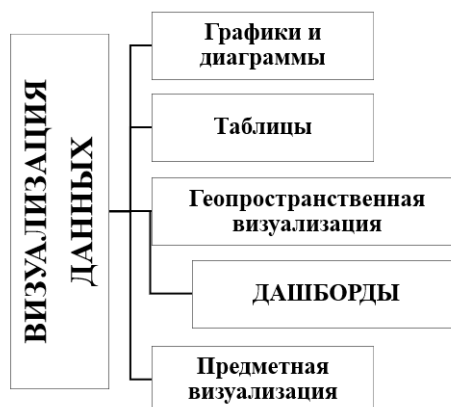 ВИЗУАЛИЗАЦИЯ
ДАННЫХ
Графики и
диаграммы
Таблицы
Геопространственная
визуализация
ДАШБОРДЫ
Предметная
визуализация